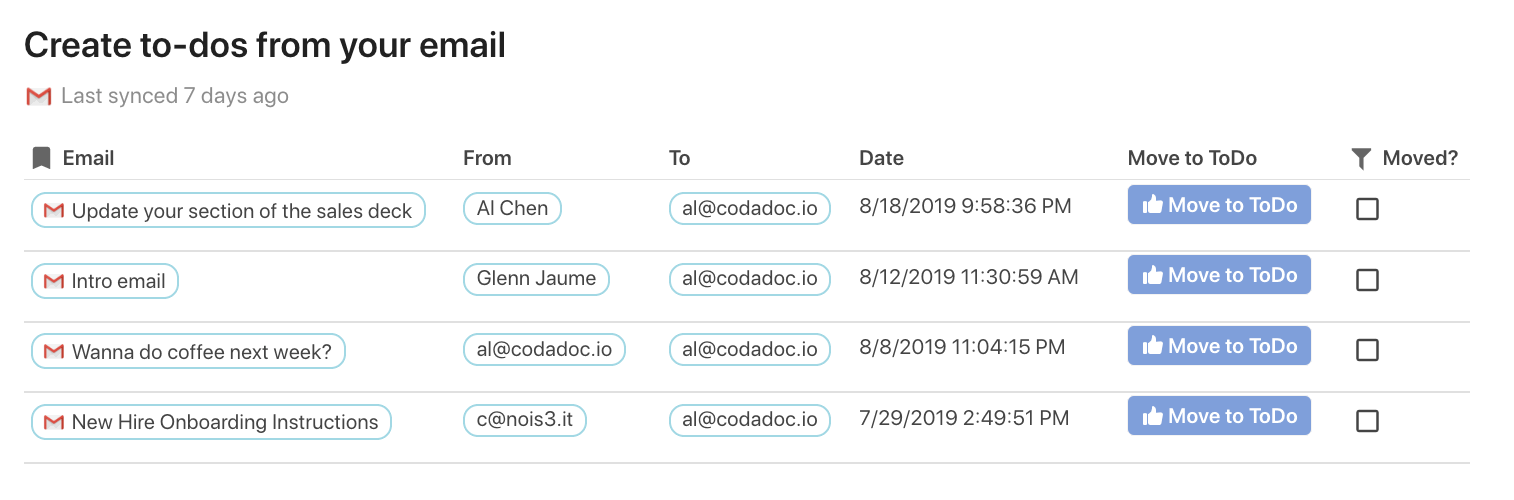 Create to-dos from your email
Last synced 7 days ago
Email From To Date Move to ToDo Moved?
Update your section of the sales deck Al Chen al@codadoc.io 8/18/2019 9:58:36 PM Move to ToDo
Intro email Glenn Jaume al@codadoc.io 8/12/2019 11:30:59 AM Move to ToDo
Wanna do coffee next week? al@codadoc.io al@codadoc.io 8/8/2019 11:04:15 PM Move to ToDo
New Hire Onboarding Instructions c@nois3.it al@codadoc.io 7/29/2019 2:49:51 PM Move to ToDo